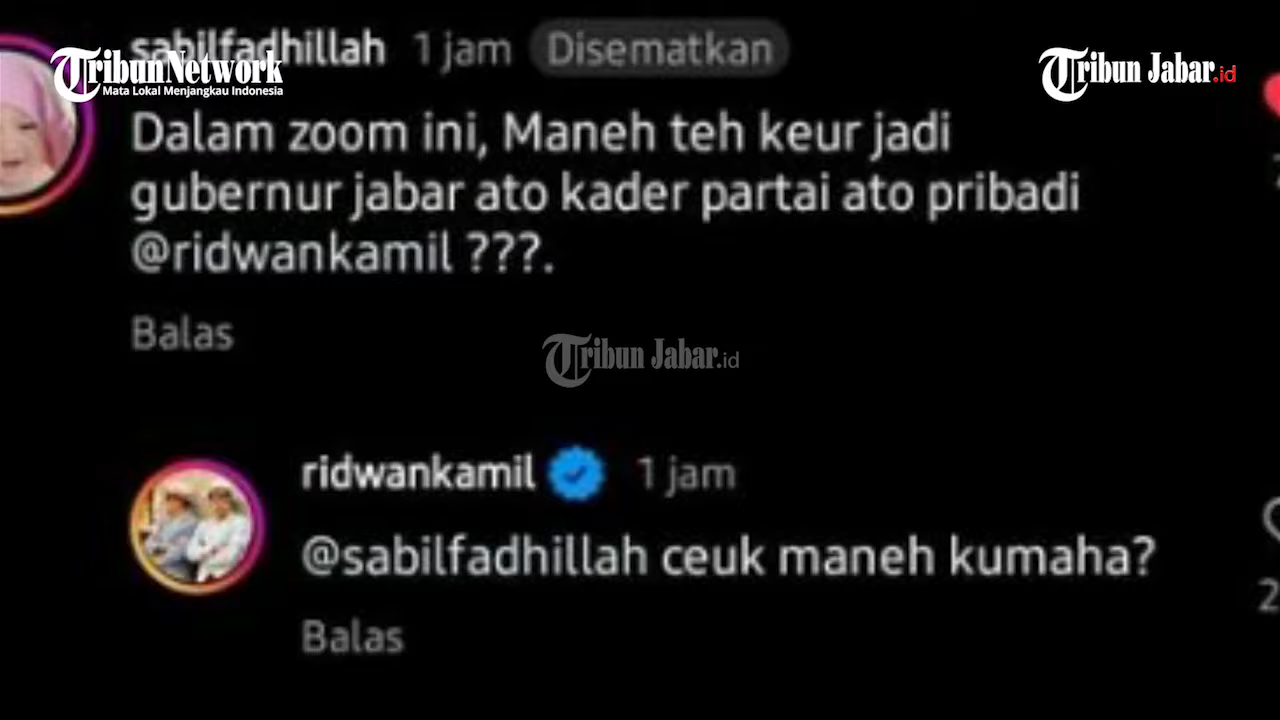 sabilfadhillah 1 jam Disematkan
TribunNetwork
Mata Lokal Menjangkau Indonesia
Tribun Jabar.id
Dalam zoom ini, Maneh teh keur jadi
gubernur jabar ato kader partai ato pribadi
@ridwankamil ???.
Balas
Tribun Jabar.id
ridwankamil 1 jam
@sabilfadhillah ceuk maneh kumaha?
Balas